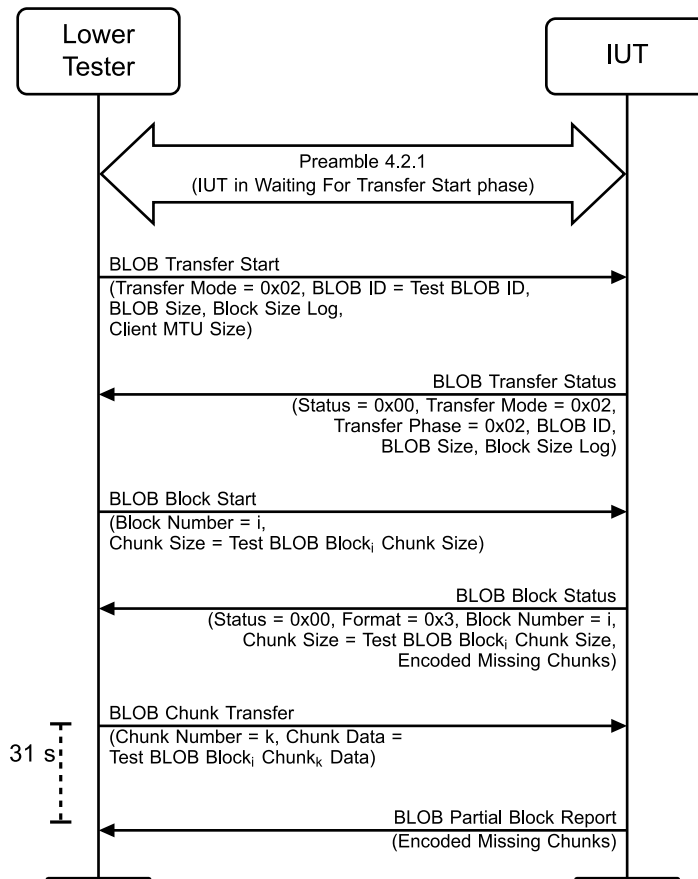 Lower
Tester
IUT
Preamble 4.2.1
(IUT in Waiting For Transfer Start phase)
BLOB Transfer Start
(Transfer Mode = 0x02, BLOB ID = Test BLOB ID,
BLOB Size, Block Size Log,
Client MTU Size)
BLOB Transfer Status
(Status = 0x00, Transfer Mode = 0x02,
Transfer Phase = 0x02, BLOB ID,
BLOB Size, Block Size Log)
BLOB Block Start
(Block Number = i,
Chunk Size = Test BLOB Blockᵢ Chunk Size)
BLOB Block Status
(Status = 0x00, Format = 0x3, Block Number = i,
Chunk Size = Test BLOB Blockᵢ Chunk Size,
Encoded Missing Chunks)
BLOB Chunk Transfer
(Chunk Number = k, Chunk Data =
Test BLOB Blockᵢ Chunkₖ Data)
31 s
BLOB Partial Block Report
(Encoded Missing Chunks)